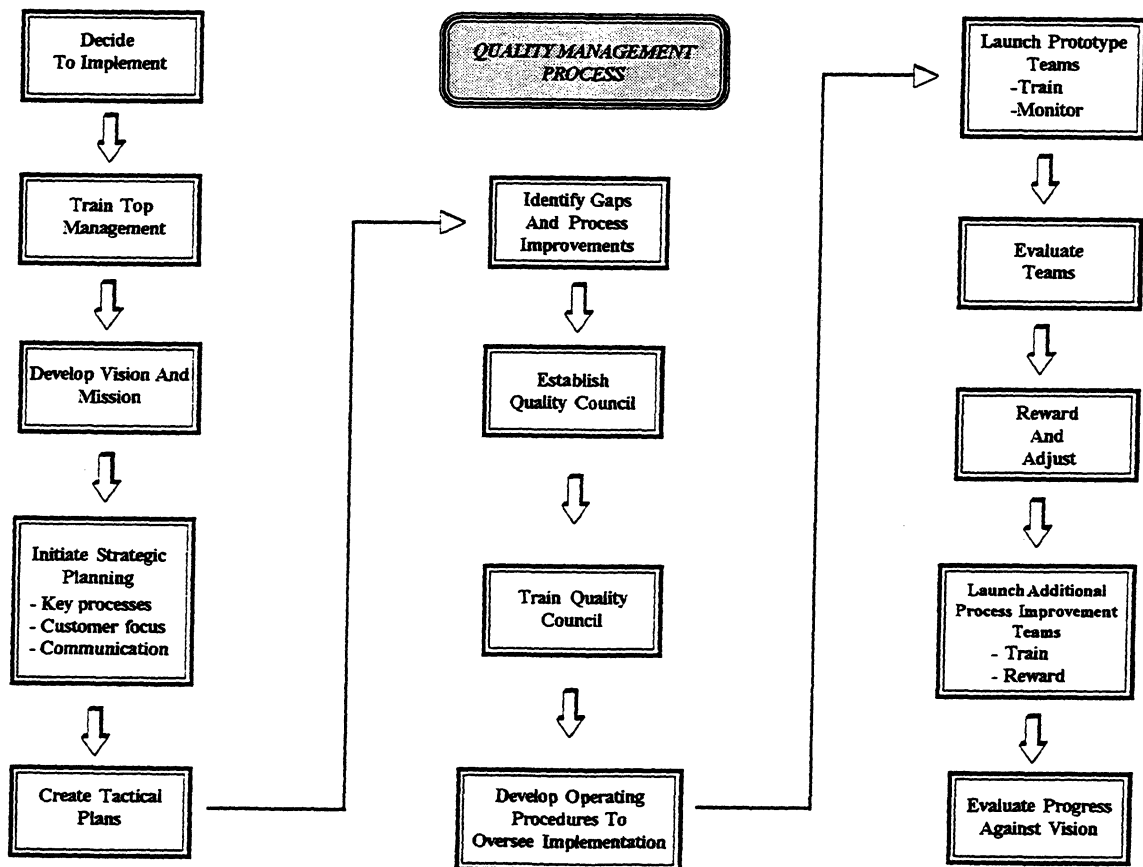 QUALITY MANAGEMENT
PROCESS
Decide
To Implement
Train Top
Management
Develop Vision And
Mission
Initiate Strategic
Planning
- Key processes
- Customer focus
- Communication
Create Tactical
Plans
Identify Gaps
And Process
Improvements
Establish
Quality Council
Train Quality
Council
Develop Operating
Procedures To
Oversee Implementation
Launch Prototype
Teams
-Train
-Monitor
Evaluate
Teams
Reward
And
Adjust
Launch Additional
Process Improvement
Teams
- Train
- Reward
Evaluate Progress
Against Vision